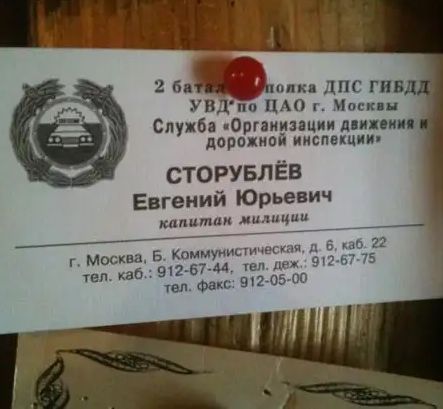 2 полка ДПС ГИБДД
УВД по ЦАО г. Москвы
Служба «Организации движения и
дорожной инспекции»
СТОРУБЛЁВ
Евгений Юрьевич
капитан милиции
г. Москва, Б. Коммунистическая, д. 6, каб. 22
тел. каб.: 912-67-44, тел. деж.: 912-67-75
тел. факс: 912-05-00